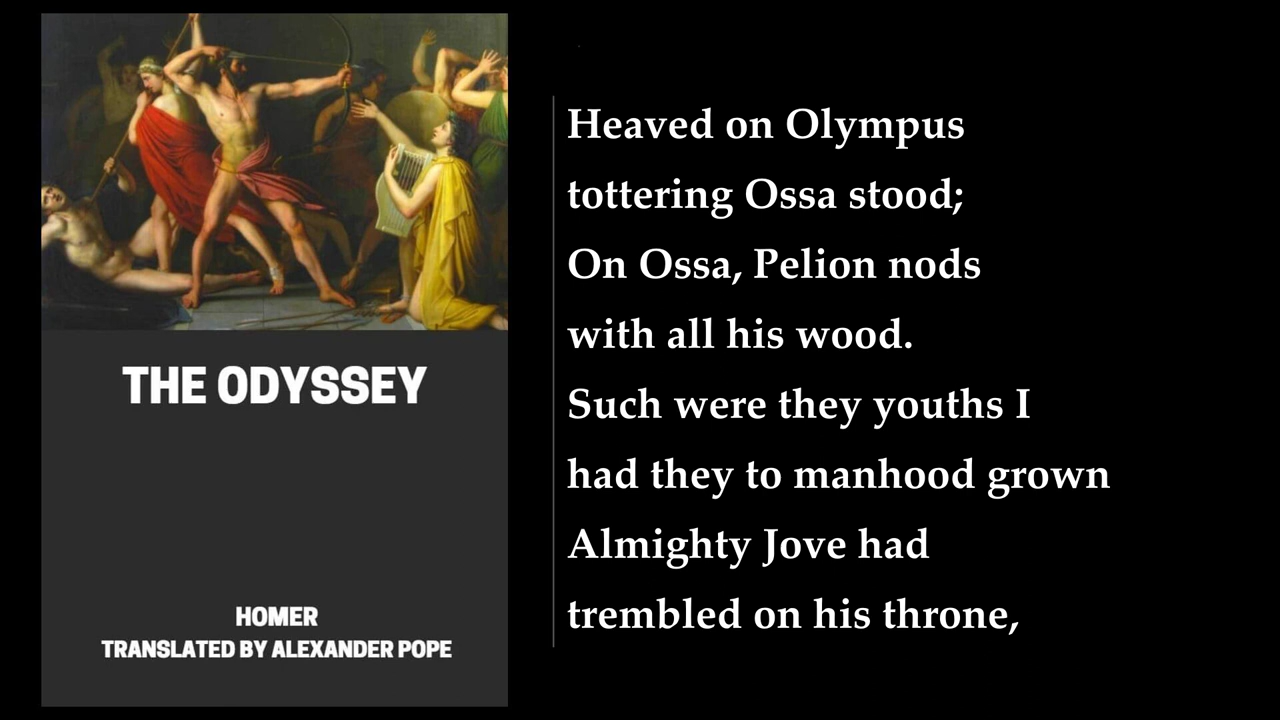 THE ODYSSEY
HOMER
TRANSLATED BY ALEXANDER POPE
Heaved on Olympus
tottering Ossa stood;
On Ossa, Pelion nods
with all his wood.
Such were they youths I
had they to manhood grown
Almighty Jove had
trembled on his throne,